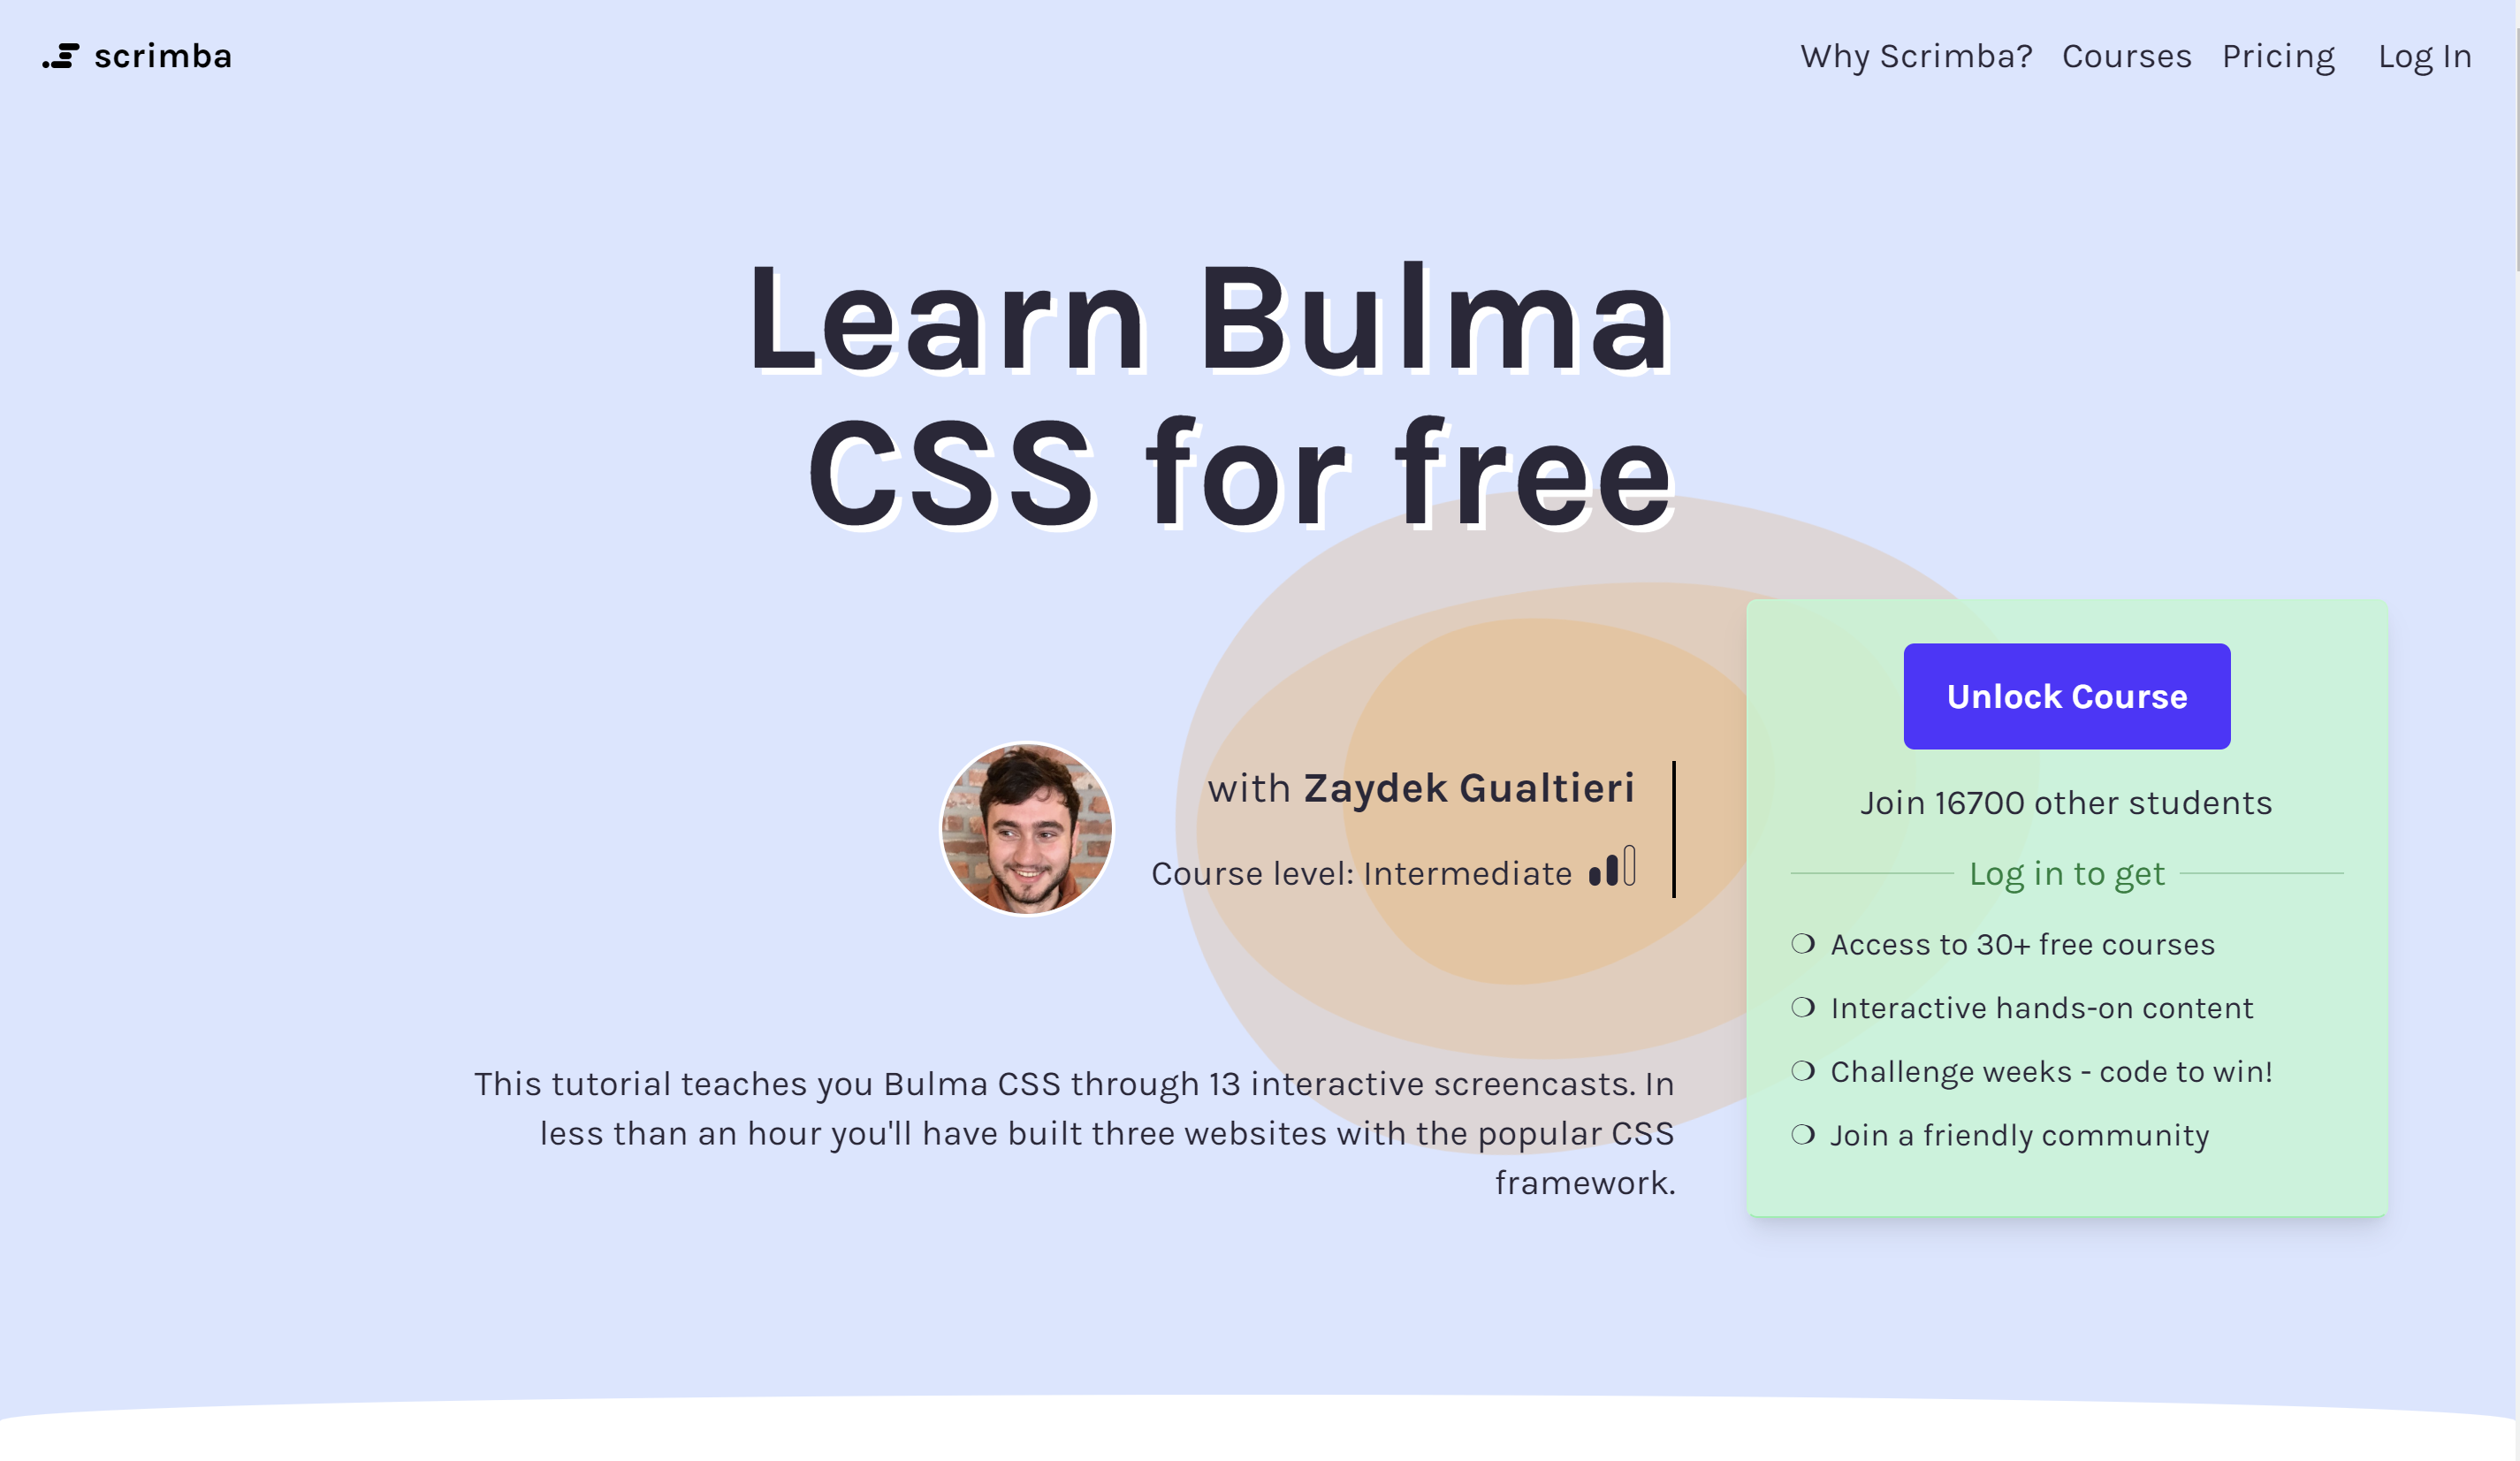 scrimba
Why Scrimba? Courses Pricing Log In
Learn Bulma
CSS for free
with Zaydek Gualtieri
Course level: Intermediate
This tutorial teaches you Bulma CSS through 13 interactive screencasts. In
less than an hour you'll have built three websites with the popular CSS
framework.
Unlock Course
Join 16700 other students
Log in to get
❍ Access to 30+ free courses
❍ Interactive hands-on content
❍ Challenge weeks - code to win!
❍ Join a friendly community